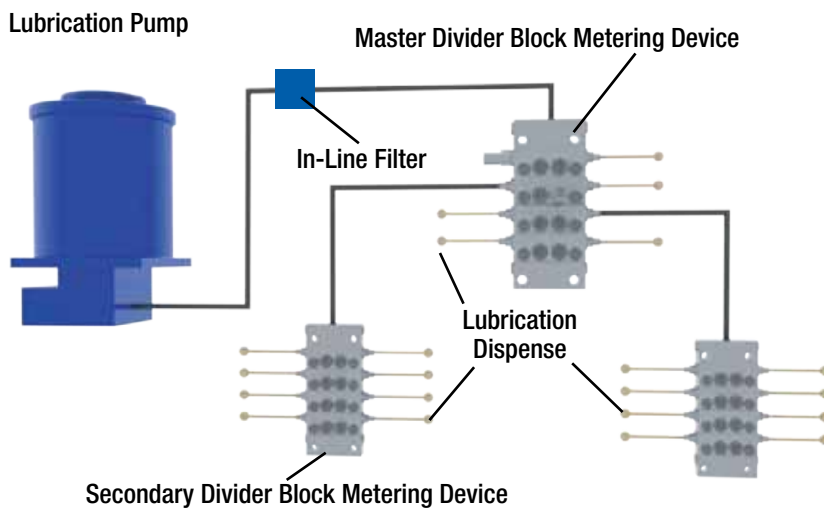 Lubrication Pump
Master Divider Block Metering Device
In-Line Filter
Lubrication
Dispense
Secondary Divider Block Metering Device